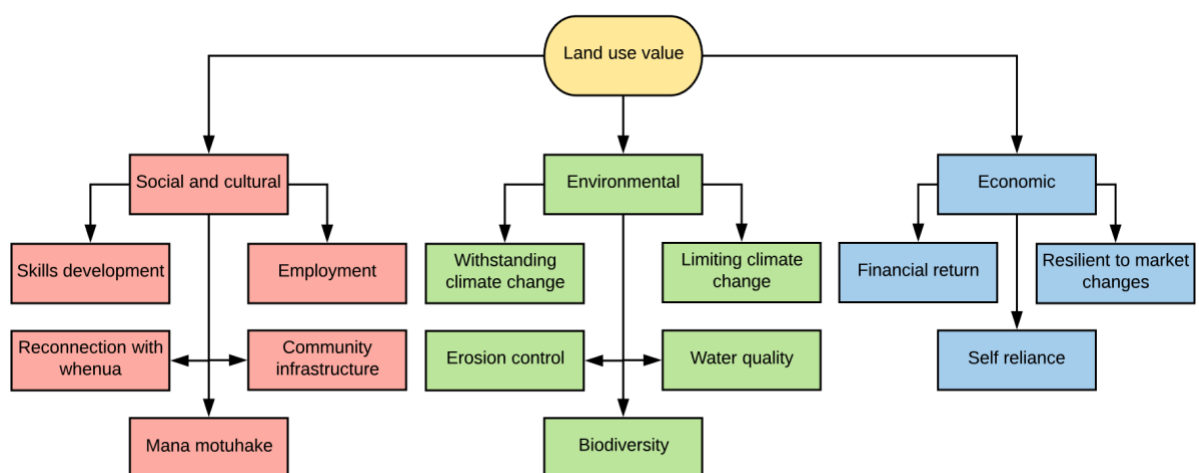 Land use value
Social and cultural
Environmental
Economic
Skills development
Employment
Withstanding
climate change
Limiting climate
change
Financial return
Resilient to market
changes
Reconnection with
whenua
Community
infrastructure
Erosion control
Water quality
Self reliance
Mana motuhake
Biodiversity